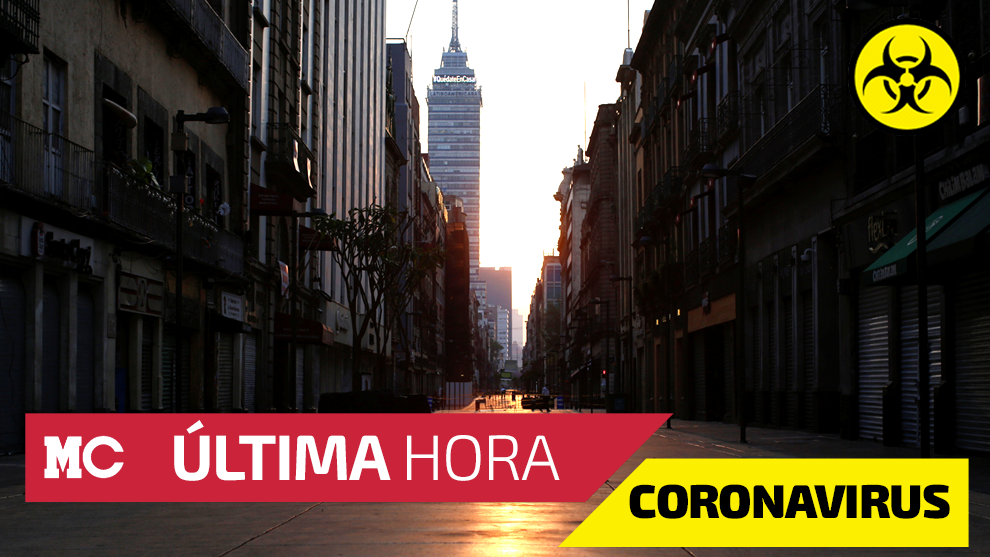 #QuédateEnCasa
MC ÚLTIMA HORA
CORONAVIRUS